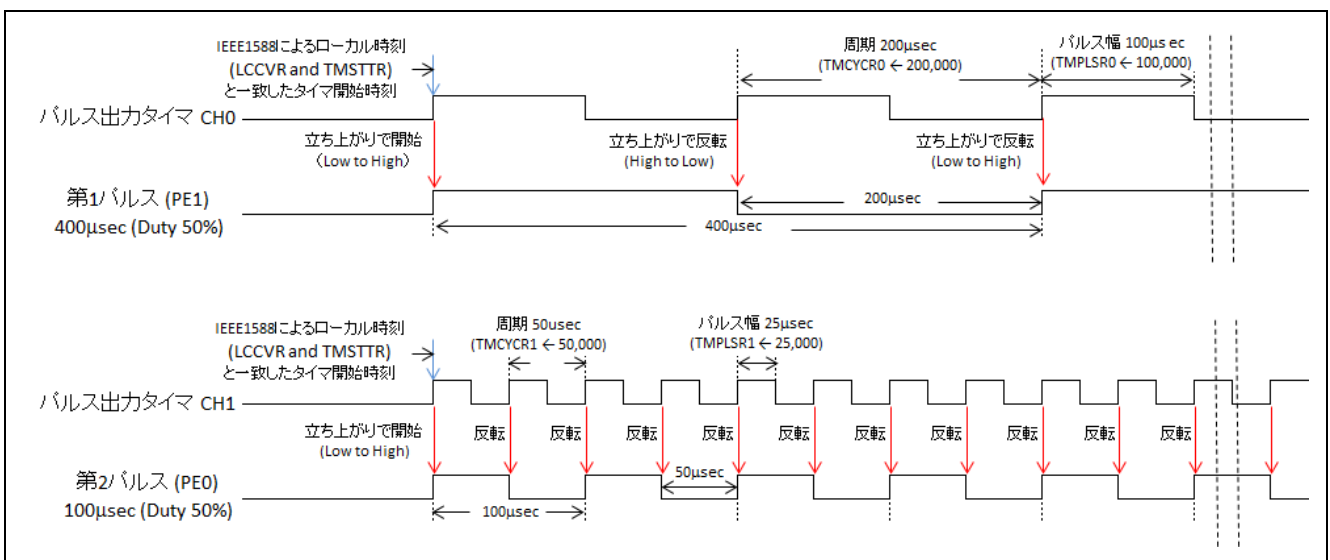 IEEE1588によるローカル時刻
(LCCVR and TMSTTR)
と一致したタイマ開始時刻
周期 200μsec
(TMCYCR0 ← 200,000)
パルス幅 100μs ec
(TMPLSR0 ← 100,000)
パルス出力タイマ CH0
立ち上がりで開始
(Low to High)
立ち上がりで反転
(High to Low)
立ち上がりで反転
(Low to High)
第1パルス (PE1)
400μsec (Duty 50%)
200μsec
400μsec
IEEE1588によるローカル時刻
(LCCVR and TMSTTR)
と一致したタイマ開始時刻
周期 50usec
(TMCYCR1 ← 50,000)
パルス幅 25μsec
(TMPLSR1 ← 25,000)
パルス出力タイマ CH1
立ち上がりで開始
(Low to High)
反転 反転 反転 反転 反転 反転 反転 反転 反転 反転
第2パルス (PE0)
100μsec (Duty 50%)
50μsec
100μsec